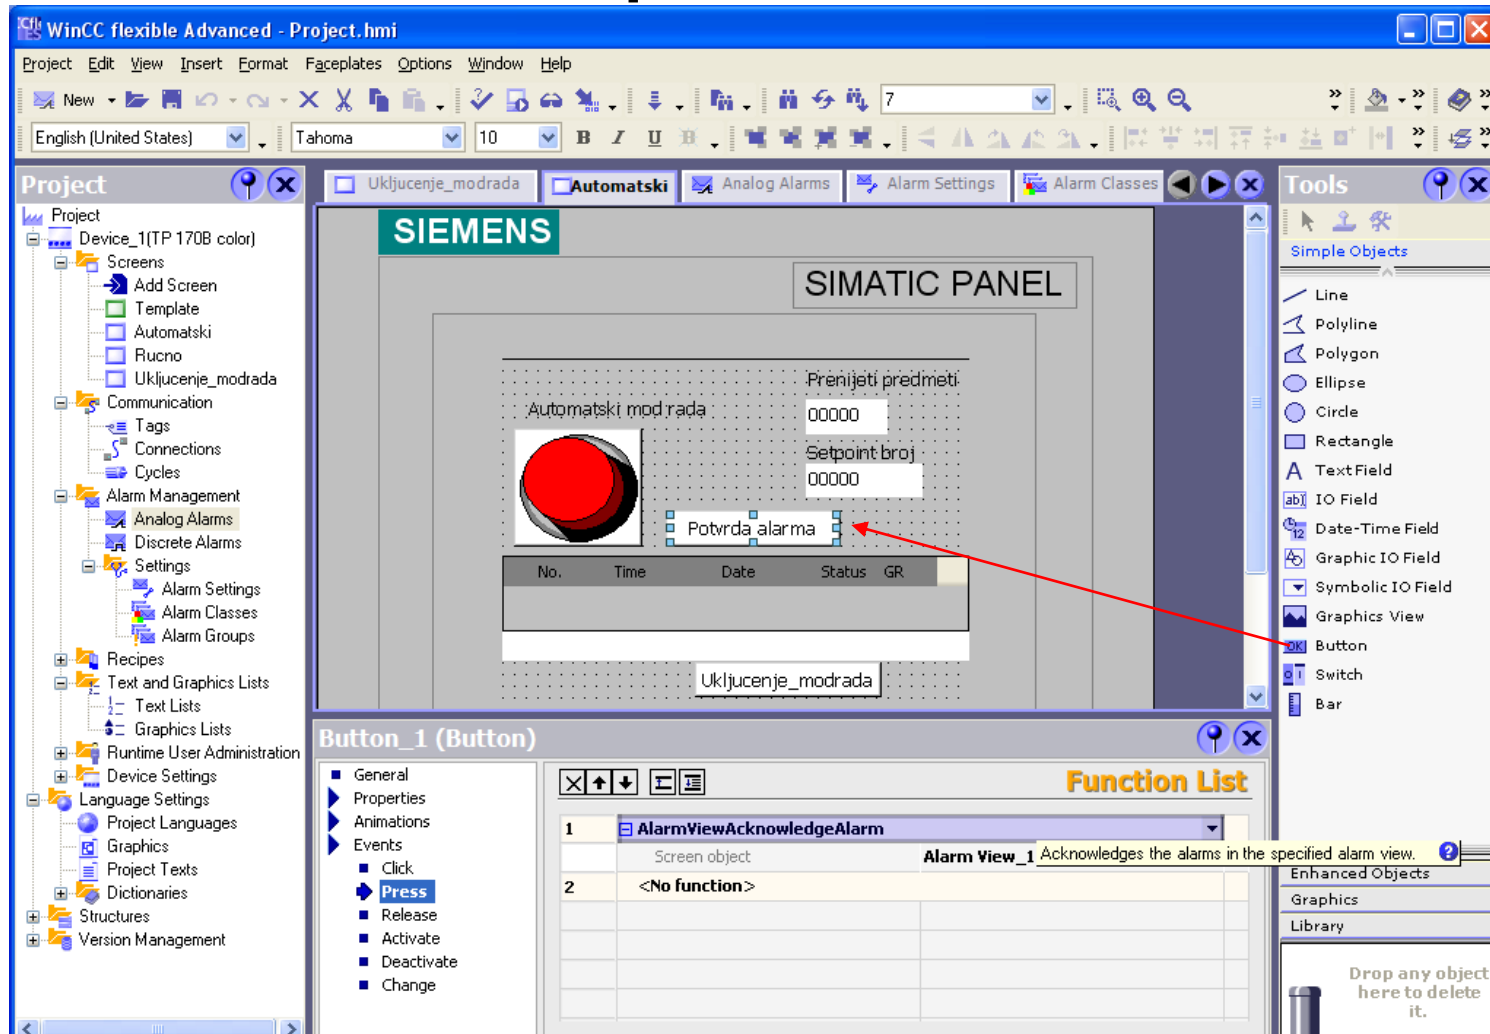 WinCC flexible Advanced - Project.hmi
Project Edit View Insert Format Faceplates Options Window Help
New 7
English (United States) Tahoma 10 B I U
Project
Project
Device_1(TP 170B color)
Screens
Add Screen
Template
Automatski
Rucno
Ukljucenje_modrada
Communication
Tags
Connections
Cycles
Alarm Management
Analog Alarms
Discrete Alarms
Settings
Alarm Settings
Alarm Classes
Alarm Groups
Recipes
Text and Graphics Lists
Text Lists
Graphics Lists
Runtime User Administration
Device Settings
Language Settings
Project Languages
Graphics
Project Texts
Dictionaries
Structures
Version Management
Ukljucenje_modrada Automatski Analog Alarms Alarm Settings Alarm Classes
SIEMENS
SIMATIC PANEL
Prenijeti predmeti
Automatski mod rada
00000
Setpoint broj
00000
Potvrda alarma
No. Time Date Status GR
Ukljucenje_modrada
Button_1 (Button)
General
Properties
Animations
Events
Click
Press
Release
Activate
Deactivate
Change
Function List
1 AlarmViewAcknowledgeAlarm
Screen object Alarm View_1
Acknowledges the alarms in the specified alarm view.
2 <No function>
Tools
Simple Objects
Line
Polyline
Polygon
Ellipse
Circle
Rectangle
A TextField
ab IO Field
12 Date-Time Field
Graphic IO Field
Symbolic IO Field
Graphics View
OK Button
Switch
Bar
Enhanced Objects
Graphics
Library
Drop any object
here to delete
it.